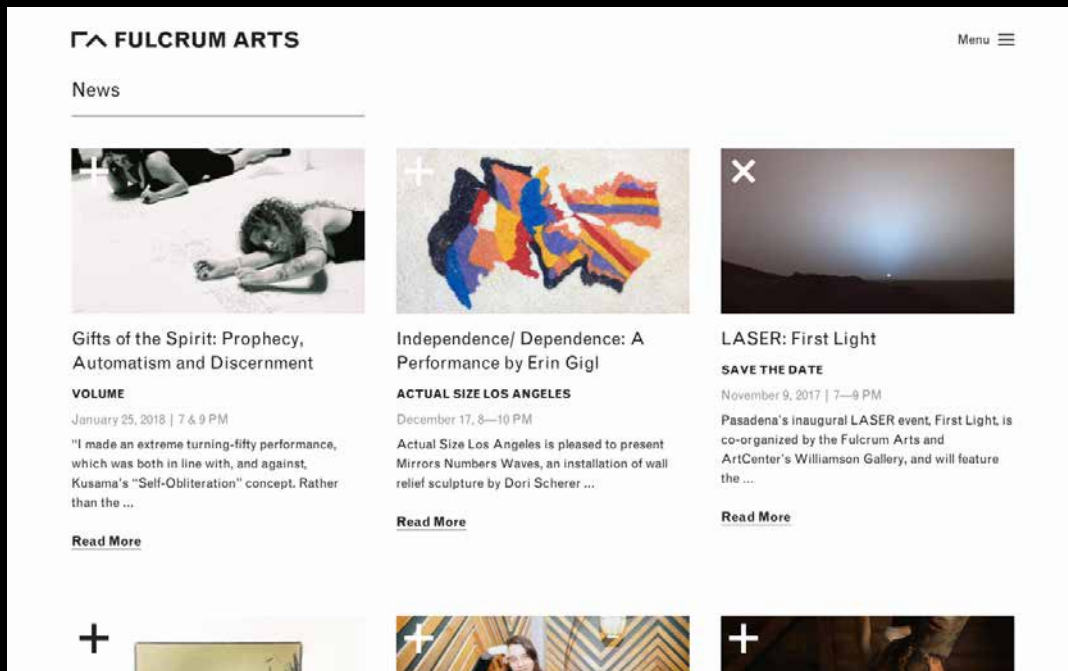 FULCRUM ARTS
Menu
News
Gifts of the Spirit: Prophecy,
Automatism and Discernment
VOLUME
January 25, 2018 | 7 & 9 PM
"I made an extreme turning-fifty performance,
which was both in line with, and against,
Kusama's "Self-Obliteration" concept. Rather
than the ...
Read More
Independence/ Dependence: A
Performance by Erin Gigl
ACTUAL SIZE LOS ANGELES
December 17, 8—10 PM
Actual Size Los Angeles is pleased to present
Mirrors Numbers Waves, an installation of wall
relief sculpture by Dori Scherer ...
Read More
LASER: First Light
SAVE THE DATE
November 9, 2017 | 7—9 PM
Pasadena's inaugural LASER event, First Light, is
co-organized by the Fulcrum Arts and
ArtCenter's Williamson Gallery, and will feature
the ...
Read More